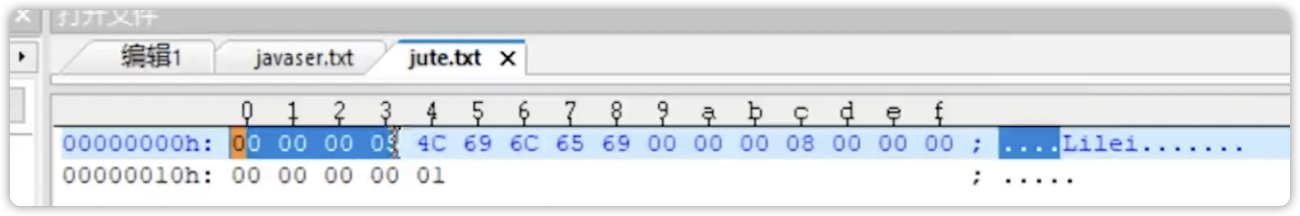 打开文件
编辑1 javaser.txt jute.txt
0 1 2 3 4 5 6 7 8 9 a b c d e f
00000000h: 00 00 00 05 4C 69 6C 65 69 00 00 00 08 00 00 00 ; ....Lilei.......
00000010h: 00 00 00 00 01 ; .....